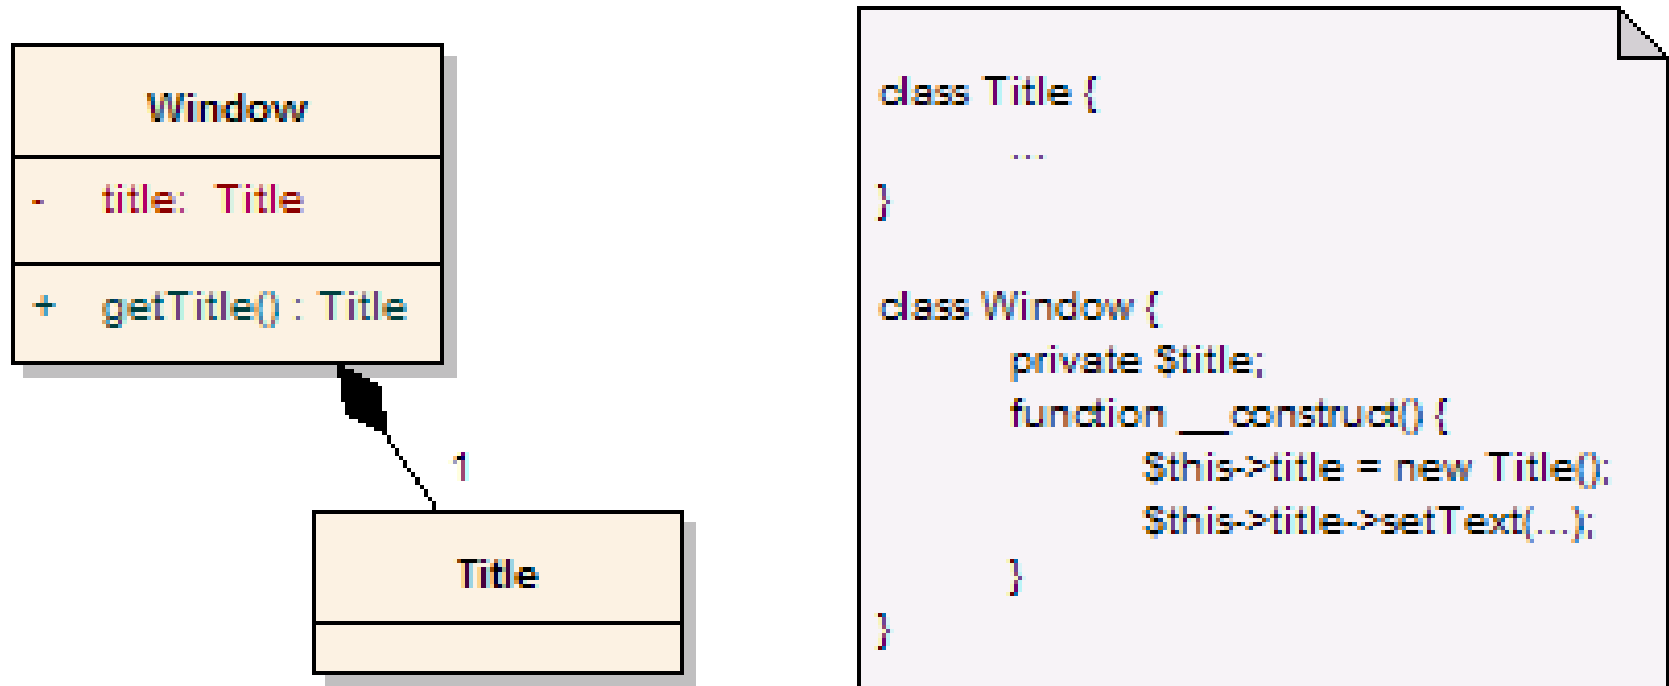 Window
- title: Title
+ getTitle() : Title
1
Title
class Title {
...
}
class Window {
private $title;
function __construct() {
$this->title = new Title();
$this->title->setText(...);
}
}